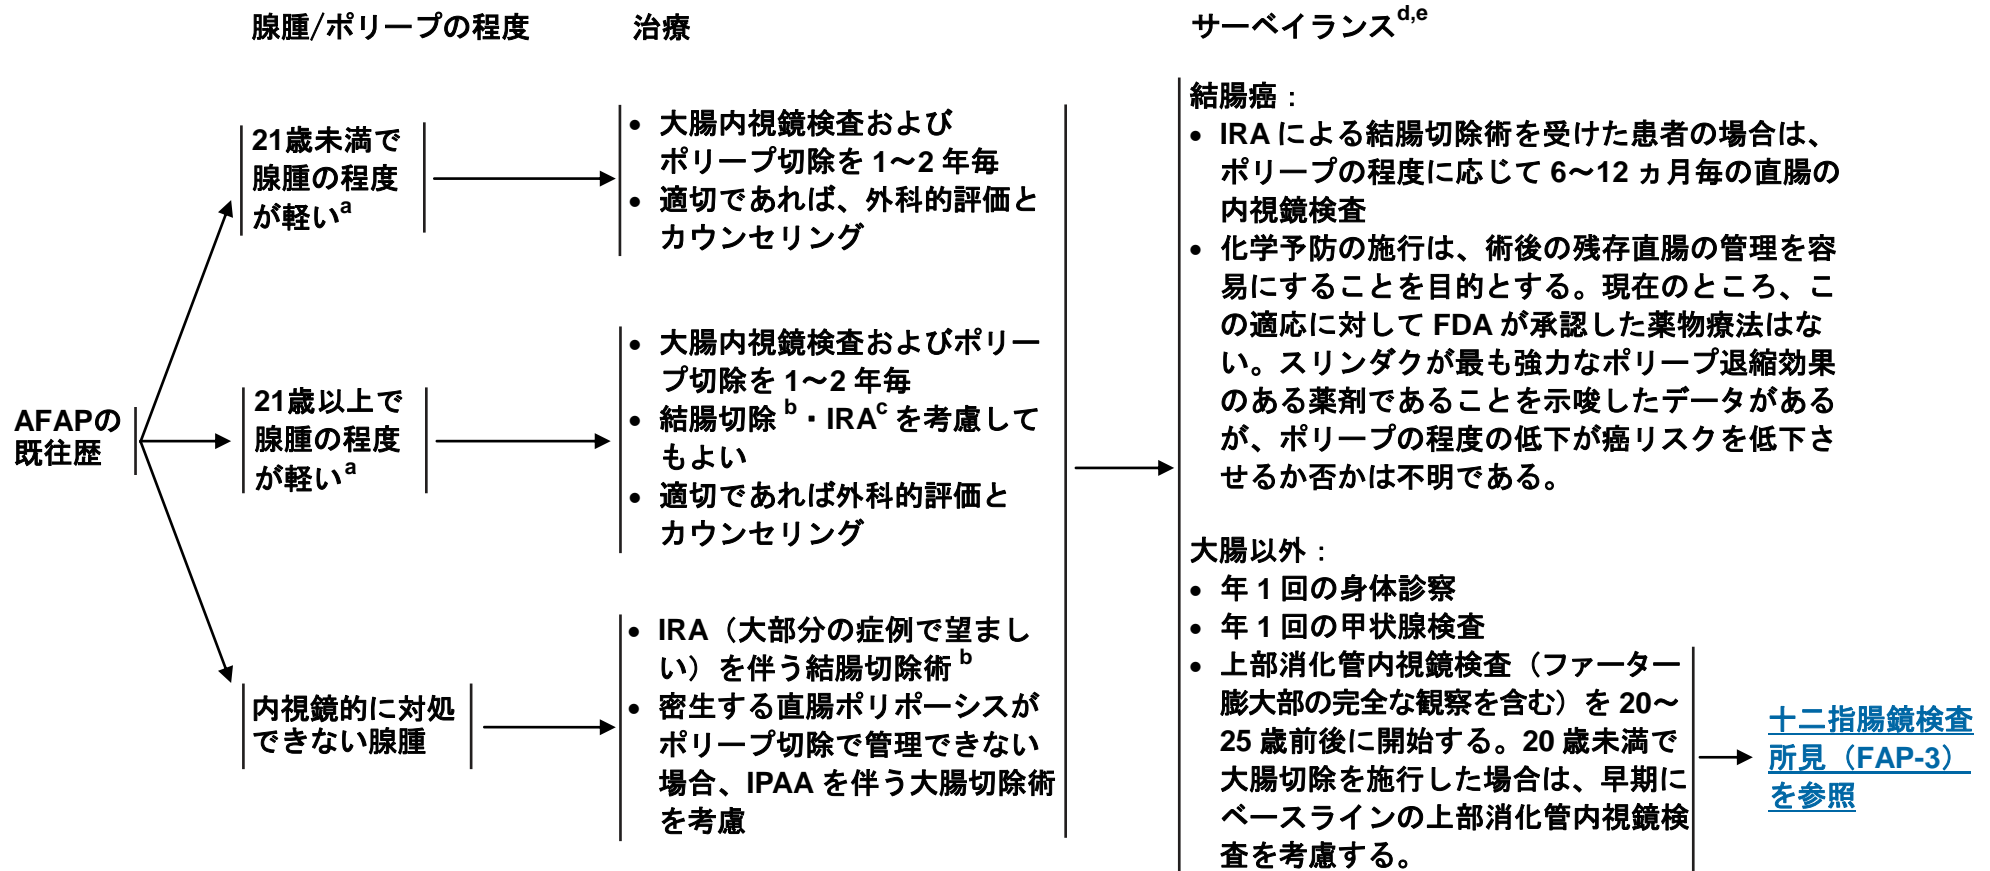 腺腫/ポリープの程度
治療
サーベイランスd,e
AFAPの
既往歴
21歳未満で
腺腫の程度
が軽いa
21歳以上で
腺腫の程度
が軽いa
内視鏡的に対処
できない腺腫
• 大腸内視鏡検査および
ポリープ切除を 1～2 年毎
• 適切であれば、外科的評価と
カウンセリング
• 大腸内視鏡検査およびポリー
プ切除を 1～2 年毎
• 結腸切除 b・IRAc を考慮して
もよい
• 適切であれば外科的評価と
カウンセリング
• IRA（大部分の症例で望まし
い）を伴う結腸切除術 b
• 密生する直腸ポリポーシスが
ポリープ切除で管理できない
場合、IPAA を伴う大腸切除術
を考慮
結腸癌：
• IRA による結腸切除術を受けた患者の場合は、
ポリープの程度に応じて 6～12 ヵ月毎の直腸の
内視鏡検査
• 化学予防の施行は、術後の残存直腸の管理を容
易にすることを目的とする。現在のところ、こ
の適応に対して FDA が承認した薬物療法はな
い。スリンダクが最も強力なポリープ退縮効果
のある薬剤であることを示唆したデータがある
が、ポリープの程度の低下が癌リスクを低下さ
せるか否かは不明である。
大腸以外：
• 年 1 回の身体診察
• 年 1 回の甲状腺検査
• 上部消化管内視鏡検査（ファーター
膨大部の完全な観察を含む）を 20～
25 歳前後に開始する。20 歳未満で
大腸切除を施行した場合は、早期に
ベースラインの上部消化管内視鏡検
査を考慮する。
十二指腸鏡検査
所見（FAP-3）
を参照